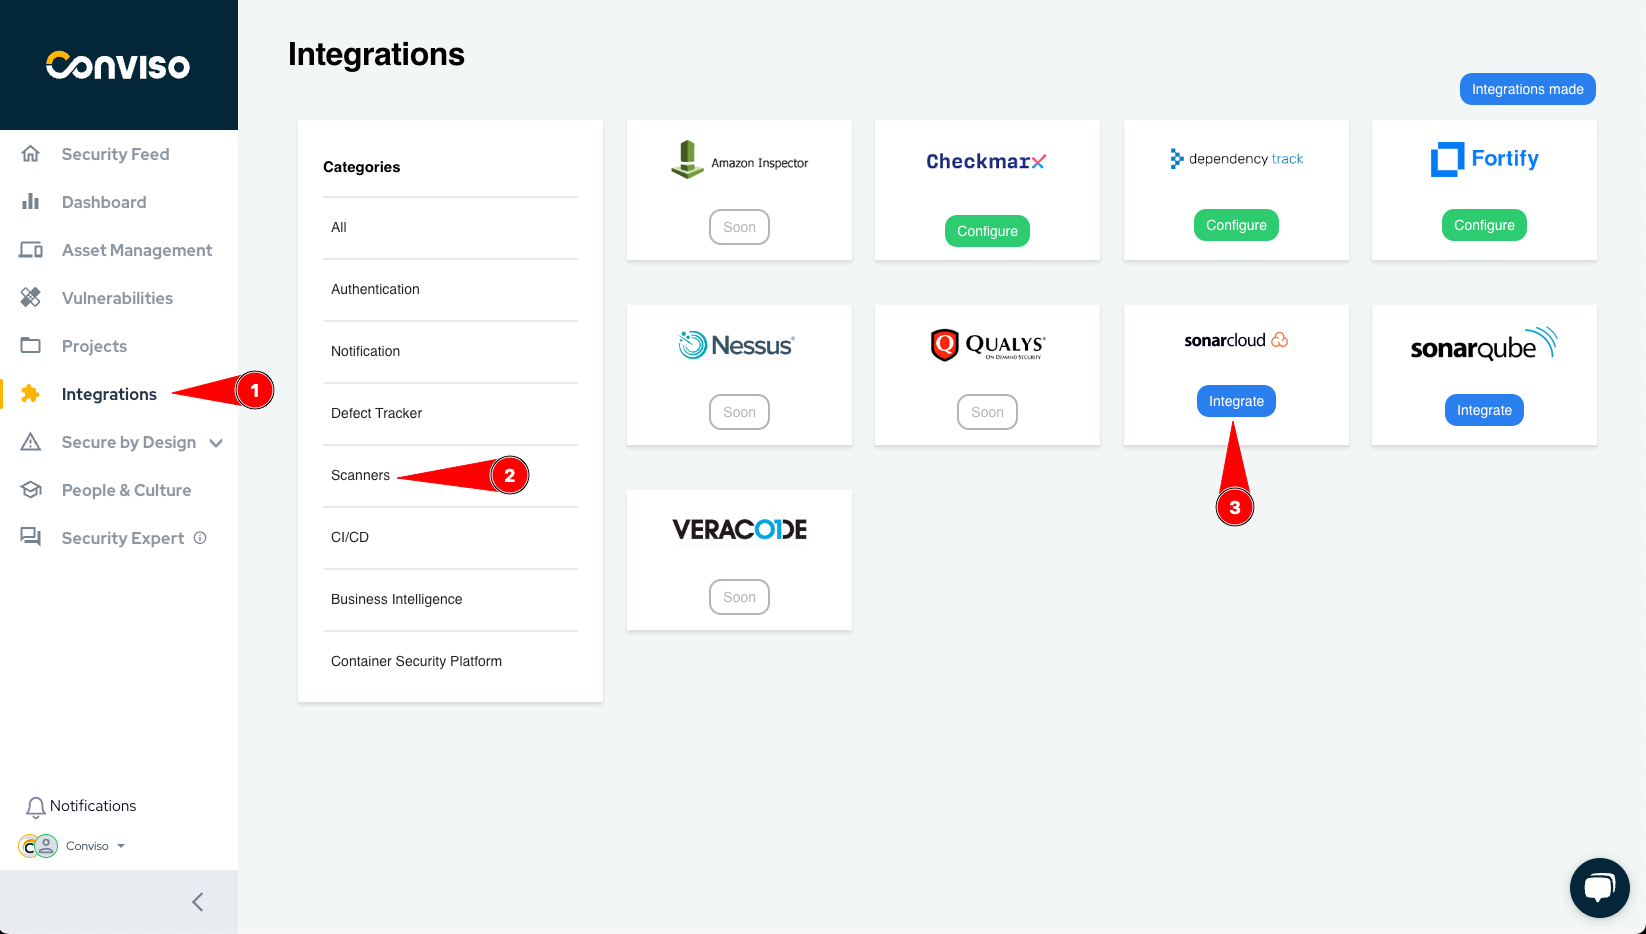 Conviso
Security Feed
Dashboard
Asset Management
Vulnerabilities
Projects
Integrations
1
Secure by Design
People & Culture
Security Expert
Notifications
C Conviso
Integrations
Integrations made
Categories
All
Authentication
Notification
Defect Tracker
Scanners
2
CI/CD
Business Intelligence
Container Security Platform
Amazon Inspector
Soon
Checkmarx
Configure
dependency track
Configure
Fortify
Configure
Nessus®
Soon
Q QUALYS®
ON DEMAND SECURITY
Soon
sonarcloud
Integrate
3
sonarqube
Integrate
VERACODE
Soon